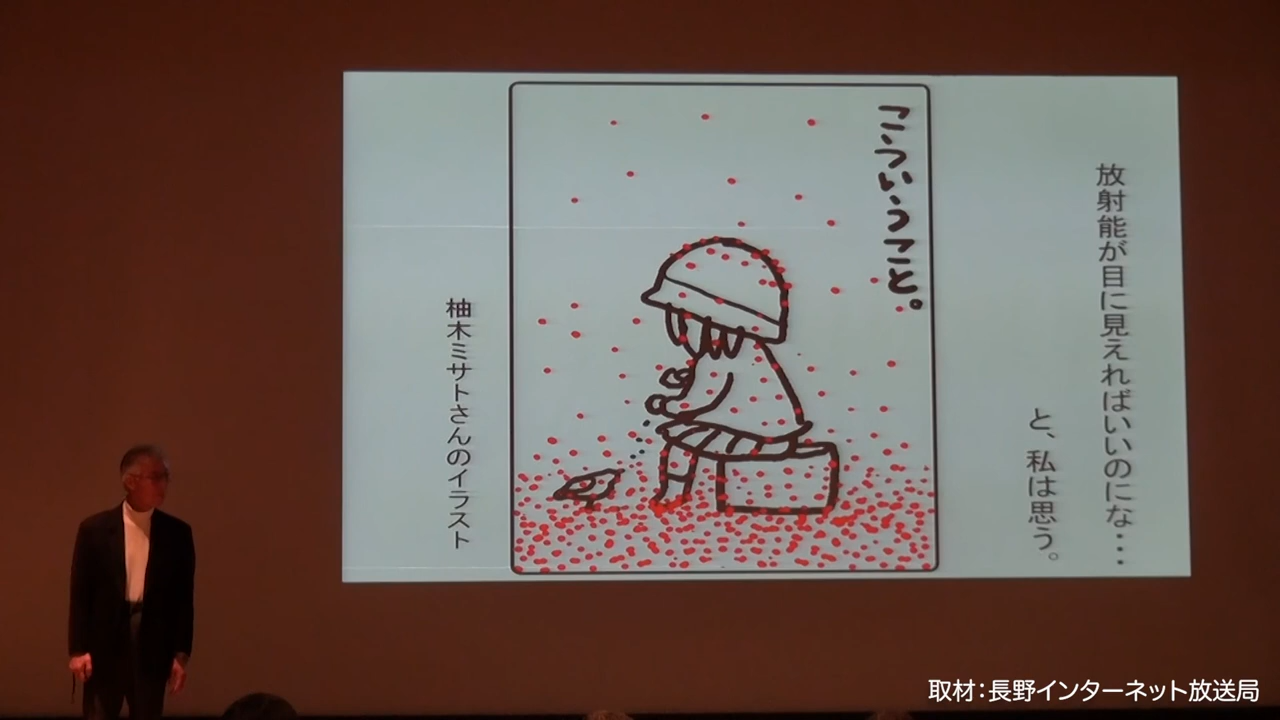 放射能が目に見えればいいのにな・・・
と、私は思う。
こういうこと。
柚木ミサトさんのイラスト
取材：長野インターネット放送局